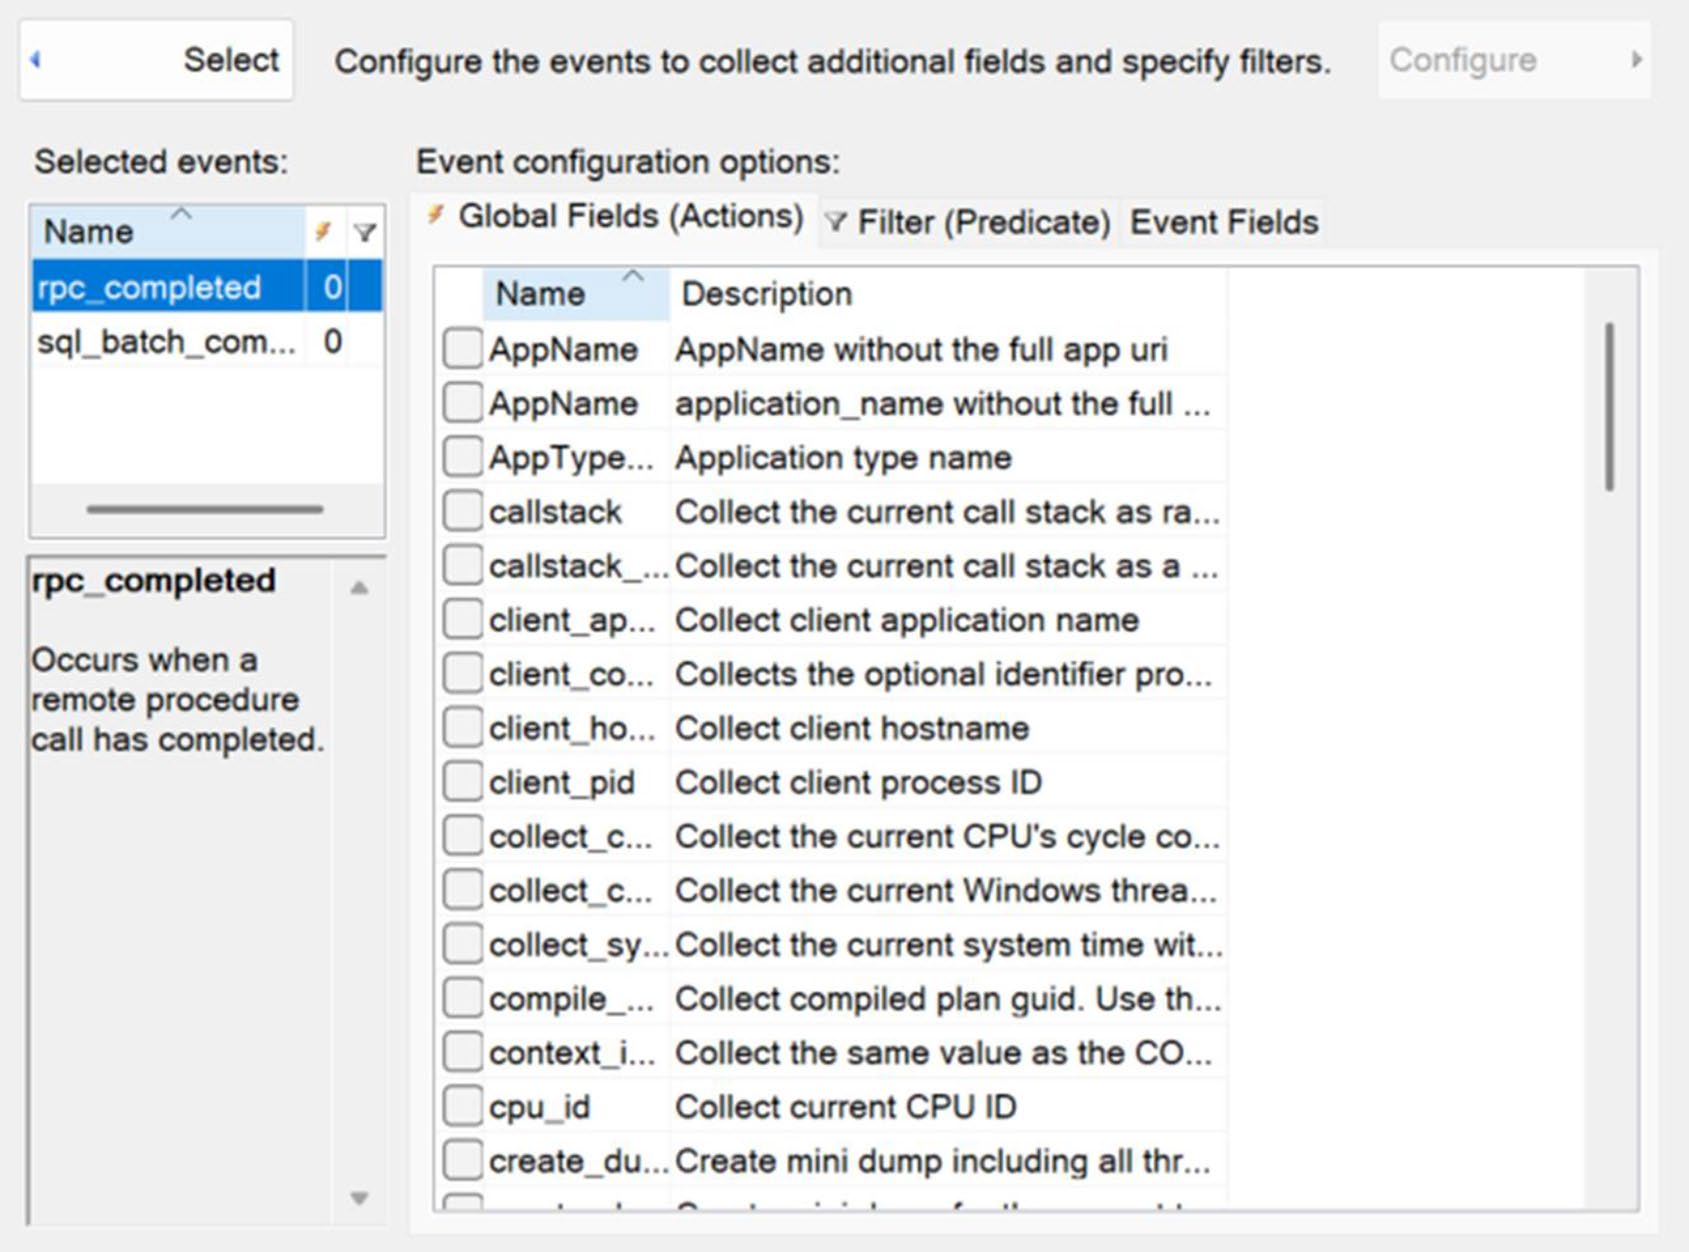 Select
Configure the events to collect additional fields and specify filters.
Configure
Selected events:
Name
rpc_completed 0
sql_batch_com... 0
rpc_completed
Occurs when a
remote procedure
call has completed.
Event configuration options:
Global Fields (Actions) Filter (Predicate) Event Fields
Name Description
AppName AppName without the full app uri
AppName application_name without the full ...
AppType... Application type name
callstack Collect the current call stack as ra...
callstack_... Collect the current call stack as a ...
client_ap... Collect client application name
client_co... Collects the optional identifier pro...
client_ho... Collect client hostname
client_pid Collect client process ID
collect_c... Collect the current CPU's cycle co...
collect_c... Collect the current Windows threa...
collect_sy... Collect the current system time wit...
compile_... Collect compiled plan guid. Use th...
context_i... Collect the same value as the CO...
cpu_id Collect current CPU ID
create_du... Create mini dump including all thr...